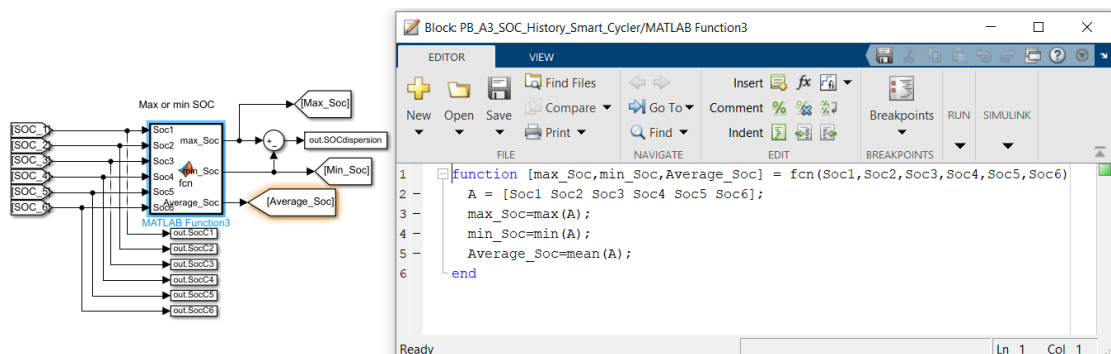 Max or min SOC
[SOC_1]
[SOC_2]
[SOC_3]
[SOC_4]
[SOC_5]
[SOC_6]
Soc1
Soc2
Soc3
Soc4
Soc5
Soc6
max_Soc
min_Soc
Average_Soc
fcn
MATLAB Function3
[Max_Soc]
+
-
out.SOCdispersion
[Min_Soc]
[Average_Soc]
out.SocC1
out.SocC2
out.SocC3
out.SocC4
out.SocC5
out.SocC6
Block: PB_A3_SOC_History_Smart_Cycler/MATLAB Function3
EDITOR VIEW
New Open Save
Find Files
Compare
Print
FILE
Go To
Find
NAVIGATE
Insert fx
Comment
Indent
EDIT
Breakpoints
BREAKPOINTS
RUN
SIMULINK
1 function [max_Soc,min_Soc,Average_Soc] = fcn(Soc1,Soc2,Soc3,Soc4,Soc5,Soc6)
2 - A = [Soc1 Soc2 Soc3 Soc4 Soc5 Soc6];
3 - max_Soc=max(A);
4 - min_Soc=min(A);
5 - Average_Soc=mean(A);
6 end
Ready Ln 1 Col 1